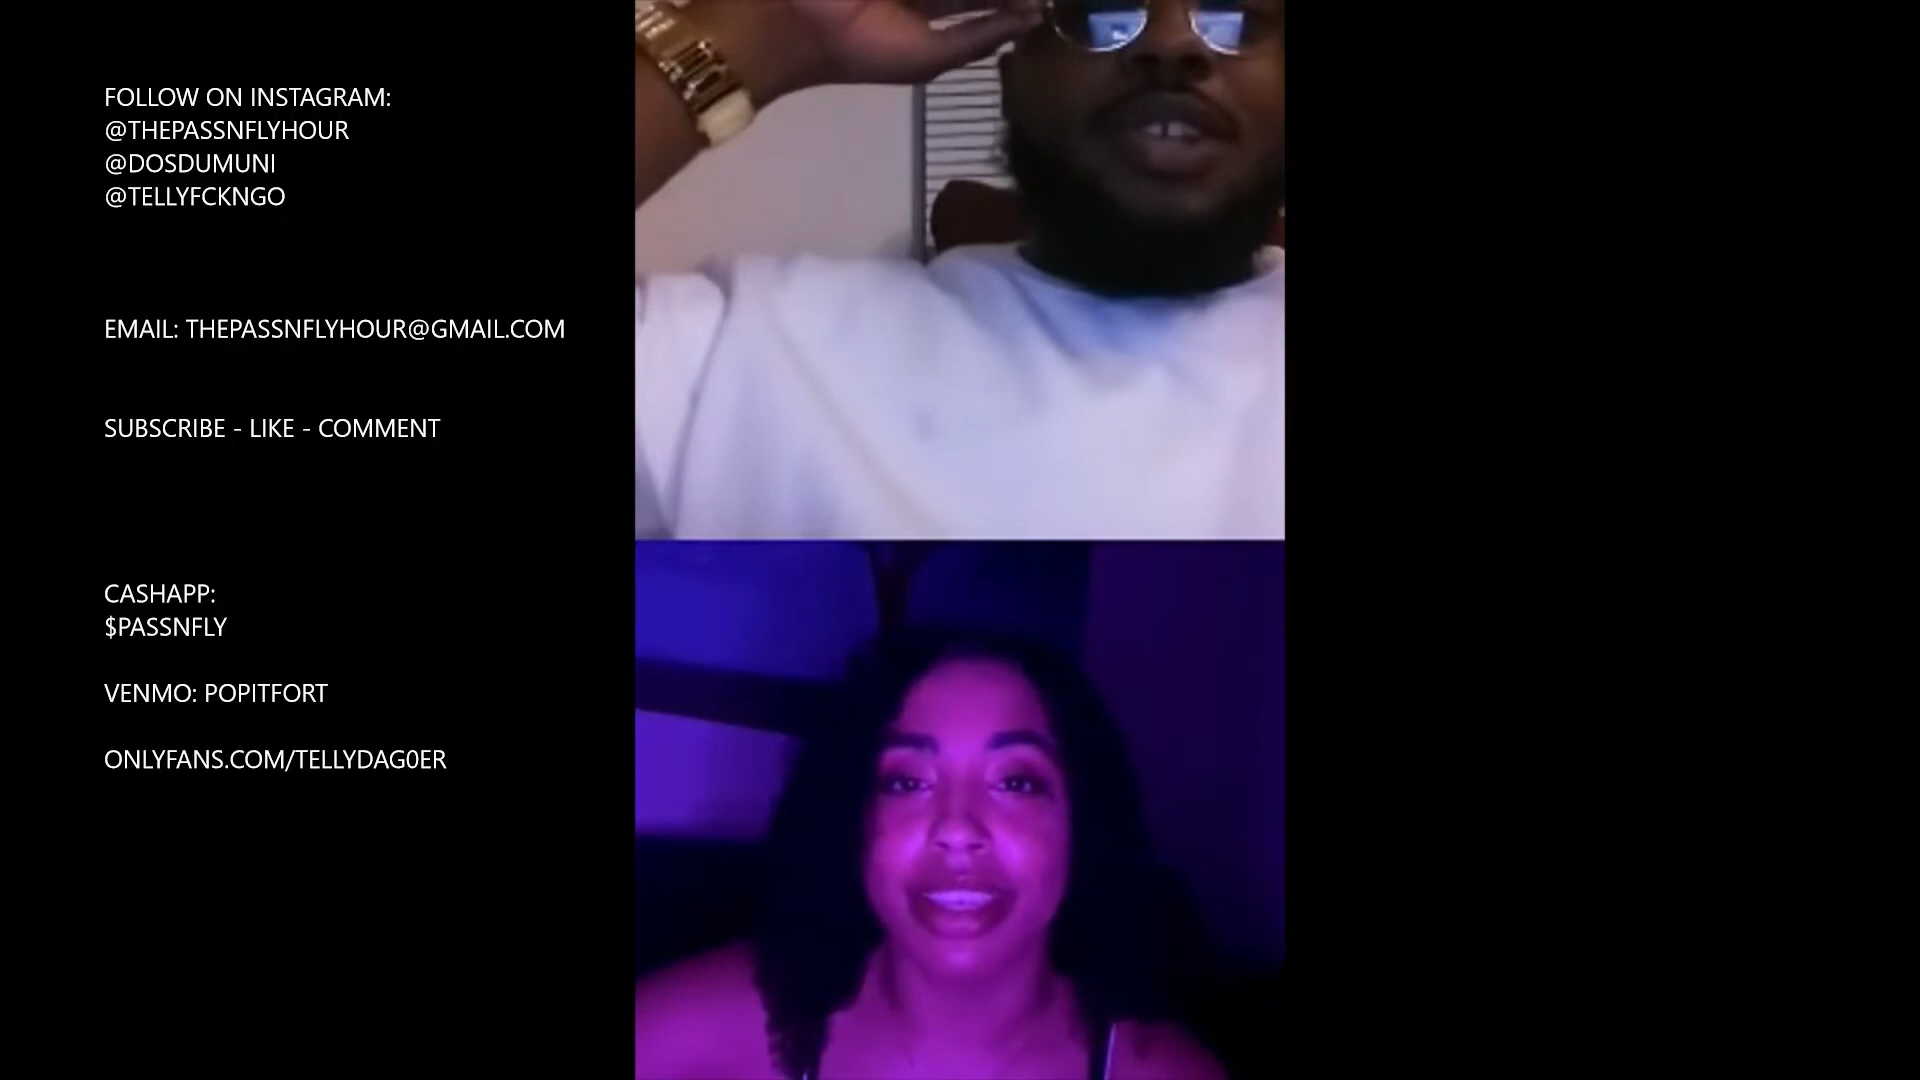 FOLLOW ON INSTAGRAM:
@THEPASSNFLYHOUR
@DOSDUMUNI
@TELLYFCKNGO
EMAIL: THEPASSNFLYHOUR@GMAIL.COM
SUBSCRIBE - LIKE - COMMENT
CASHAPP:
$PASSNFLY
VENMO: POPITFORT
ONLYFANS.COM/TELLYDAG0ER